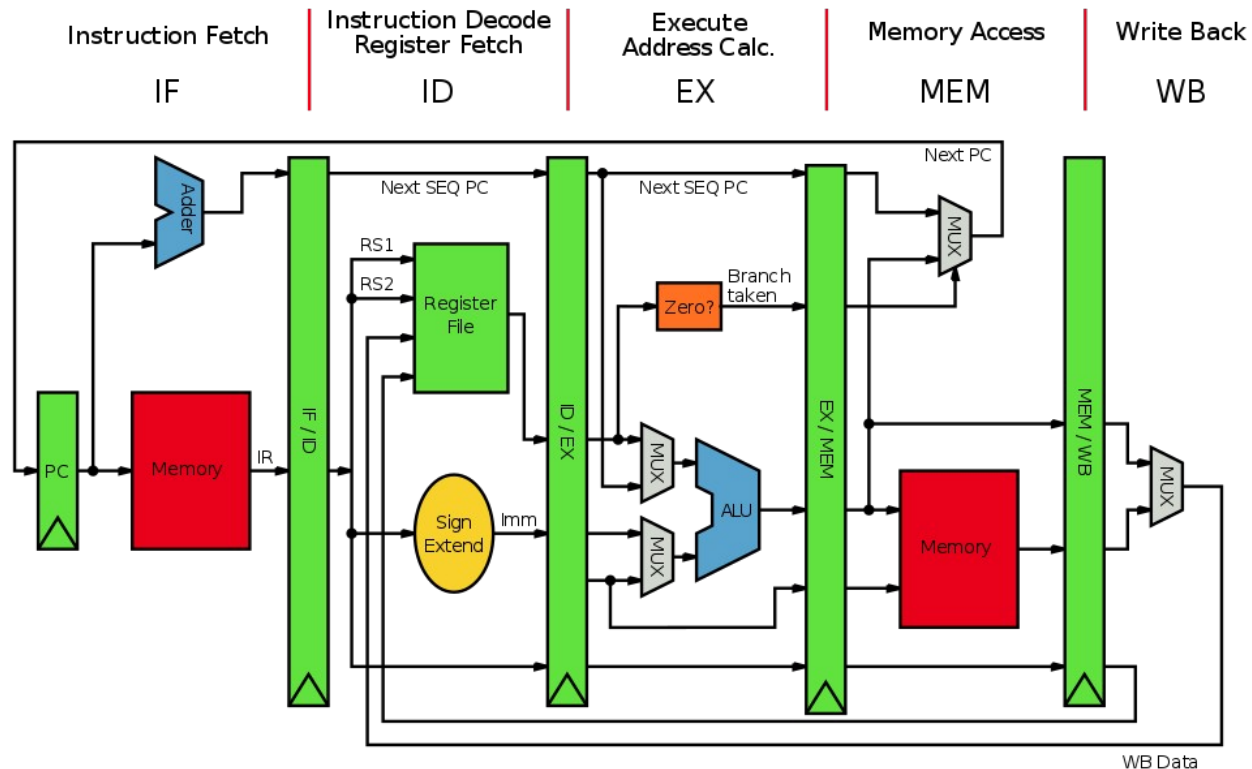 Instruction Fetch
IF
Instruction Decode
Register Fetch
ID
Execute
Address Calc.
EX
Memory Access
MEM
Write Back
WB
Next PC
Adder
Next SEQ PC
Next SEQ PC
MUX
RS1
RS2
Register
File
Branch
taken
Zero?
PC
Memory
IR
IF / ID
ID / EX
EX / MEM
MEM / WB
MUX
MUX
ALU
MUX
Sign
Extend
Imm
Memory
WB Data